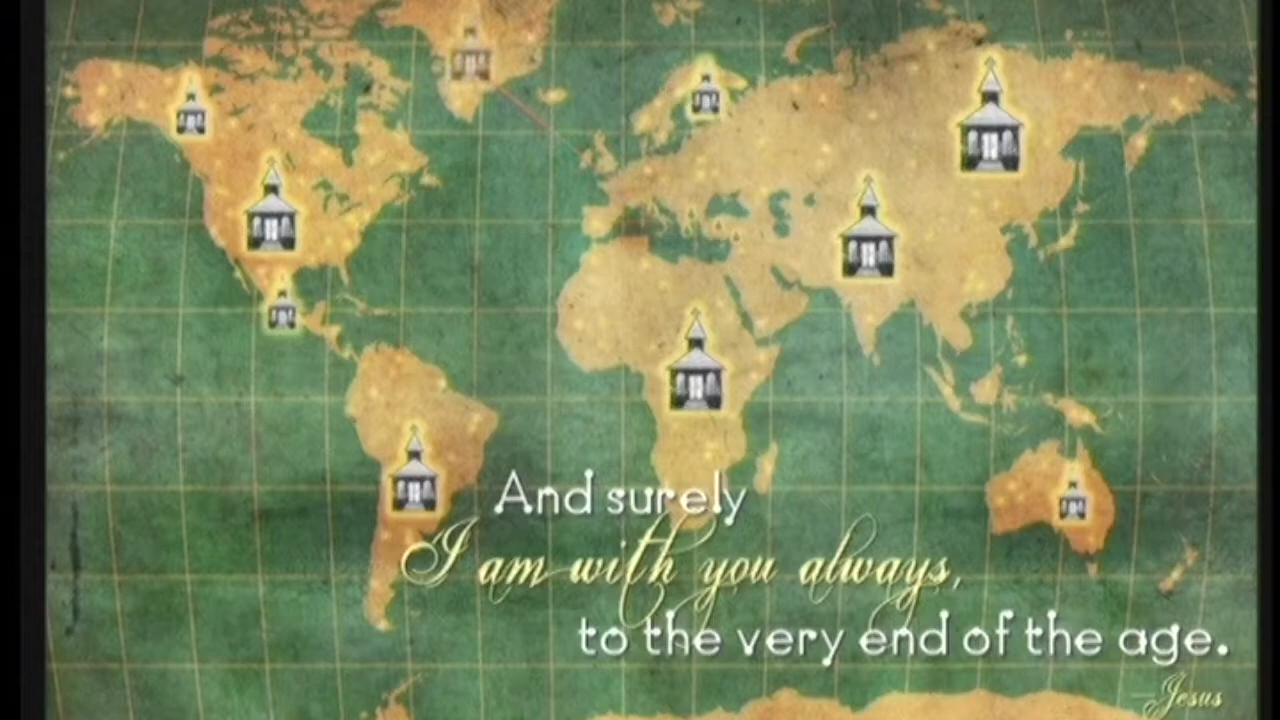 And surely
I am with you always,
to the very end of the age.
—Jesus